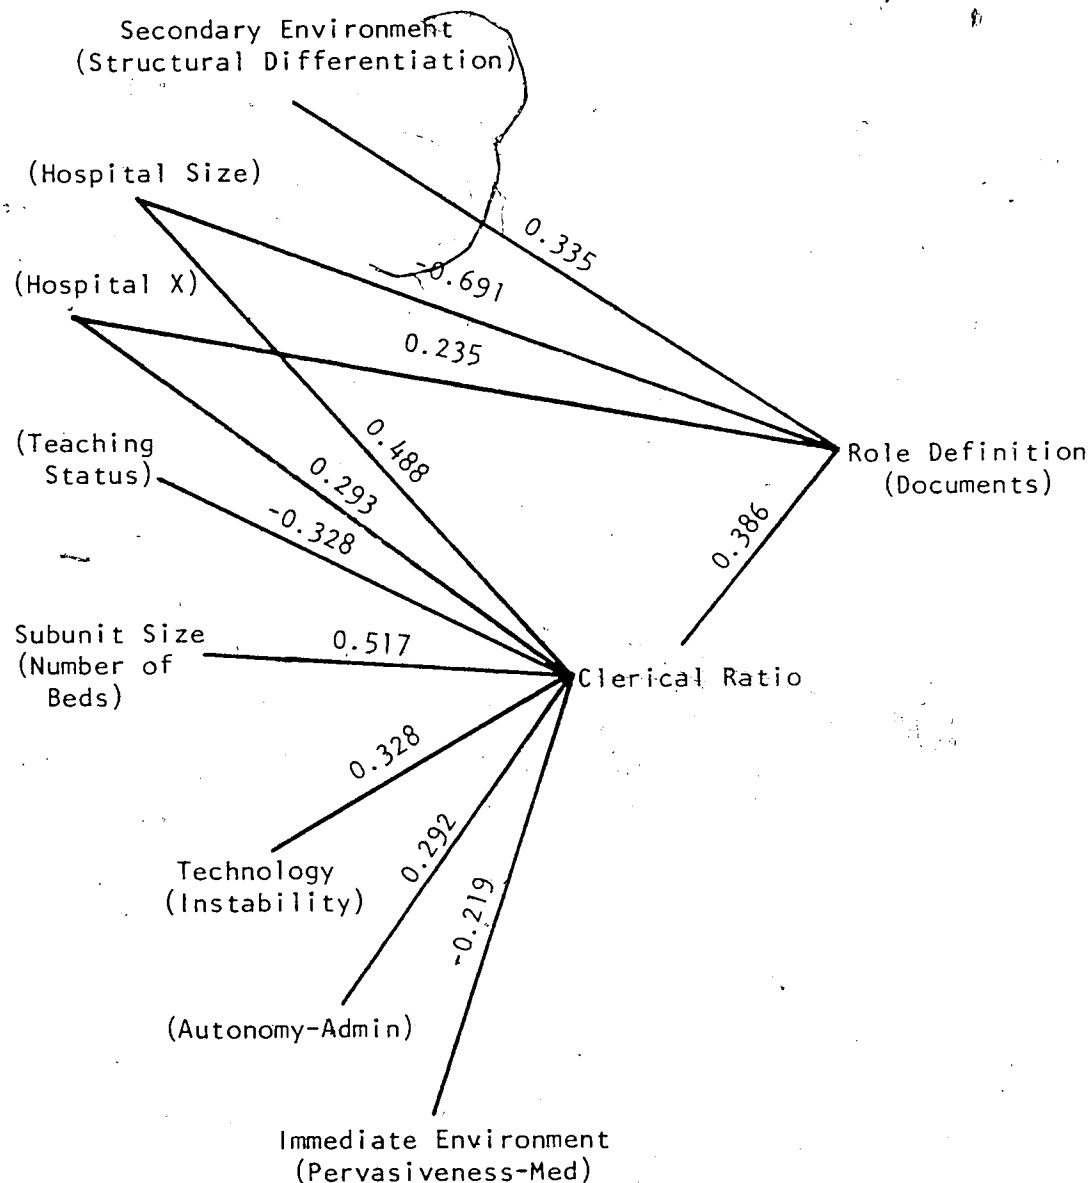 Secondary Environment
(Structural Differentiation)
(Hospital Size)
0.335
-0.691
(Hospital X)
0.235
(Teaching
Status)
0.488
0.293
-0.328
Role Definition
(Documents)
0.386
Subunit Size
(Number of
Beds)
0.517
Clerical Ratio
0.328
Technology
(Instability)
0.292
-0.219
(Autonomy-Admin)
Immediate Environment
(Pervasiveness-Med)